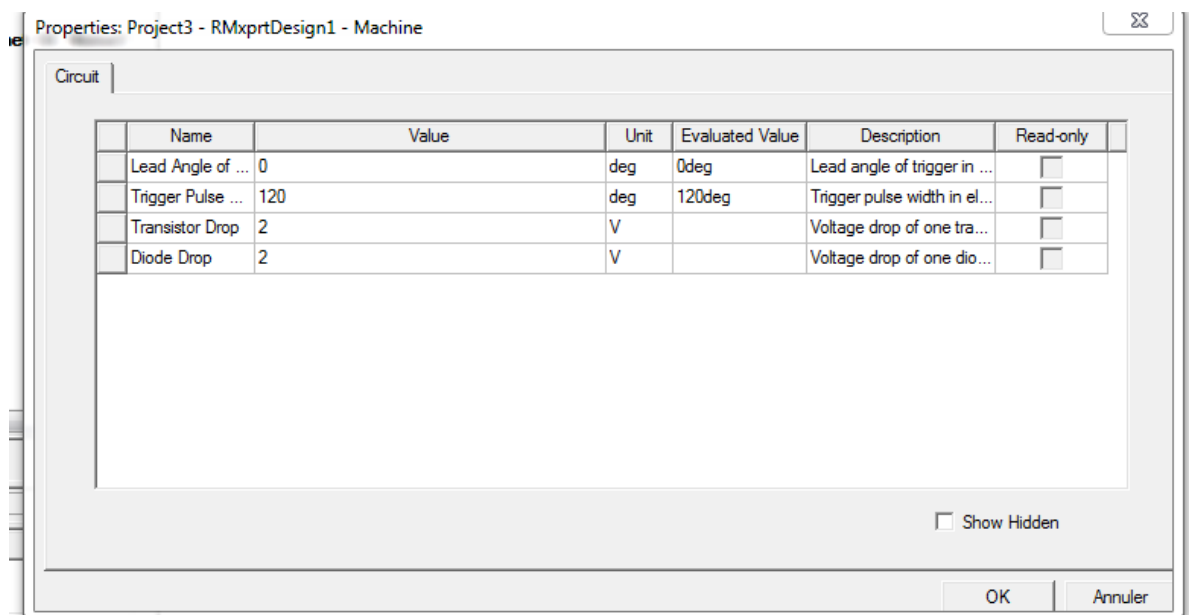 Properties: Project3 - RMxprtDesign1 - Machine
Circuit
Name Value Unit Evaluated Value Description Read-only
Lead Angle of ... 0 deg 0deg Lead angle of trigger in ...
Trigger Pulse ... 120 deg 120deg Trigger pulse width in el...
Transistor Drop 2 V Voltage drop of one tra...
Diode Drop 2 V Voltage drop of one dio...
Show Hidden
OK Annuler